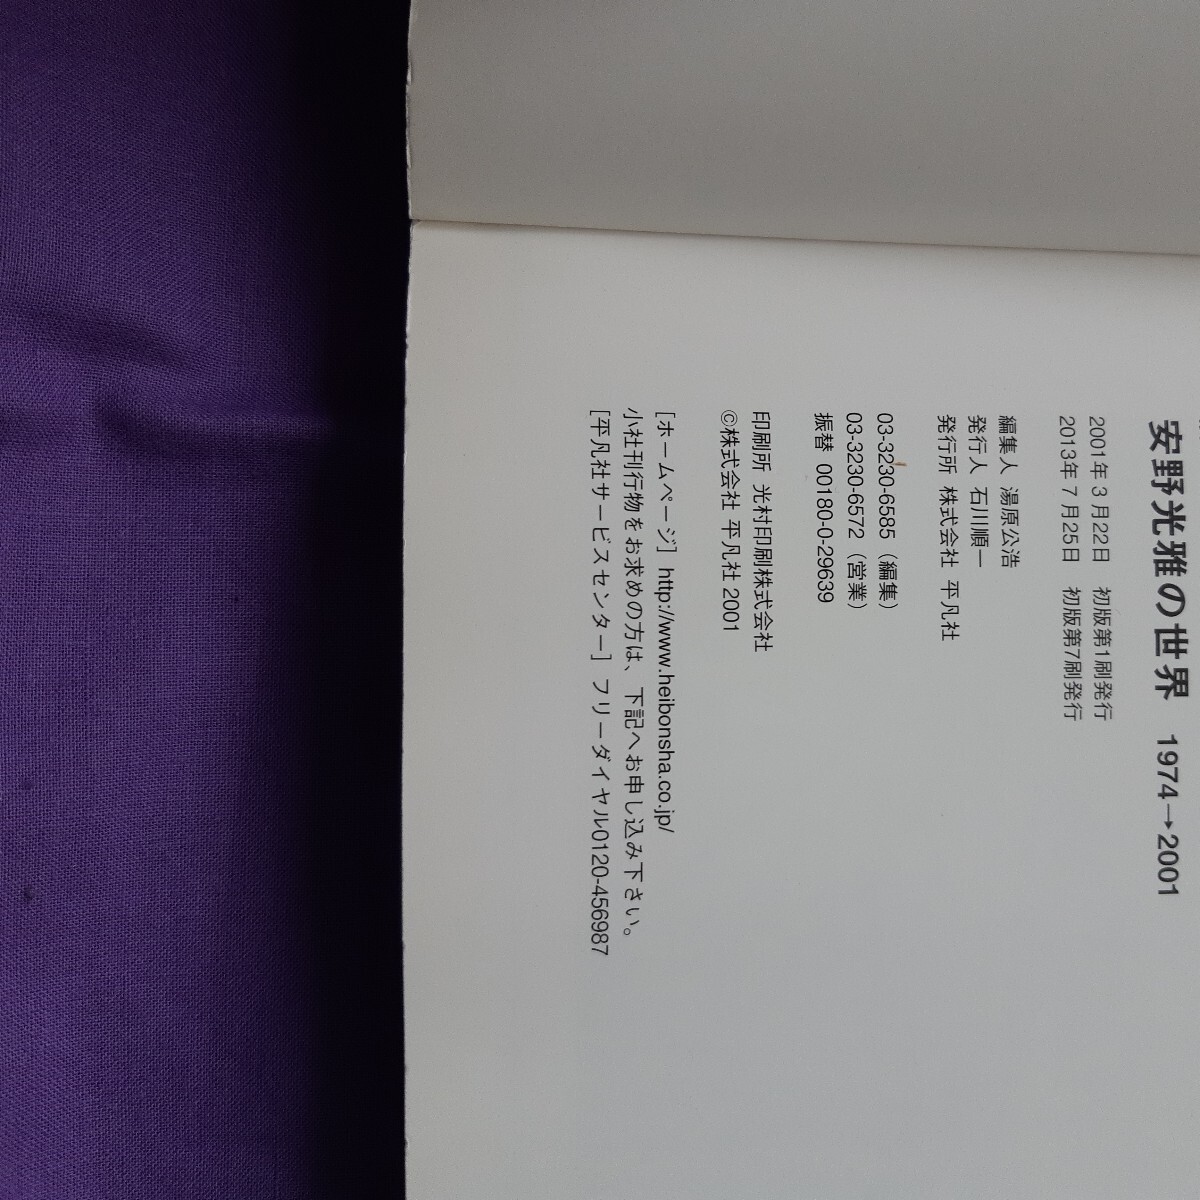 安野光雅の世界 1974→2001
2001年3月22日 初版第1刷発行
2013年7月25日 初版第7刷発行
編集人 湯原公浩
発行人 石川順一
発行所 株式会社 平凡社
03-3230-6585（編集）
03-3230-6572（営業）
振替 00180-0-29639
印刷所 光村印刷株式会社
©株式会社 平凡社 2001
[ホームページ] http://www.heibonsha.co.jp/
小社刊行物をお求めの方は、下記へお申し込み下さい。
[平凡社サービスセンター] フリーダイヤル0120-456987